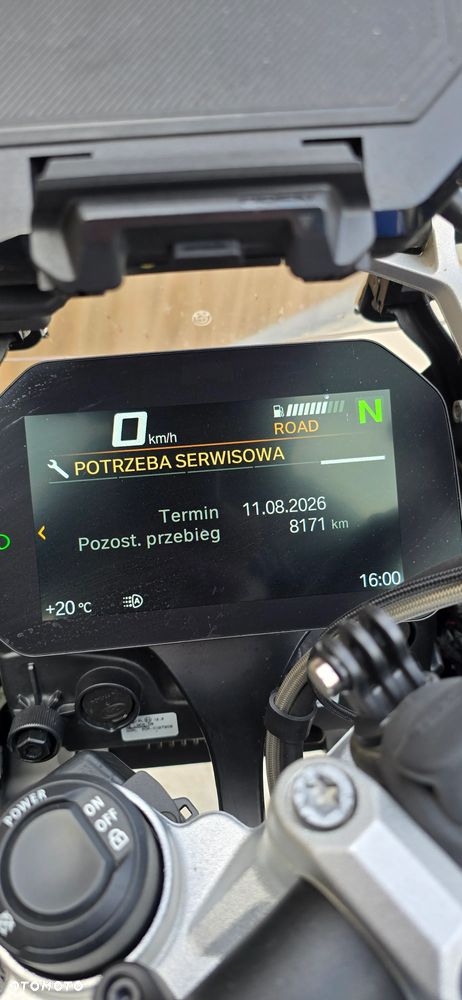 0 km/h
ROAD
N
POTRZEBA SERWISOWA
Termin 11.08.2026
Pozost. przebieg 8171 km
16:00
+20 °C
A
POWER
ON
OFF
OTOMOTO